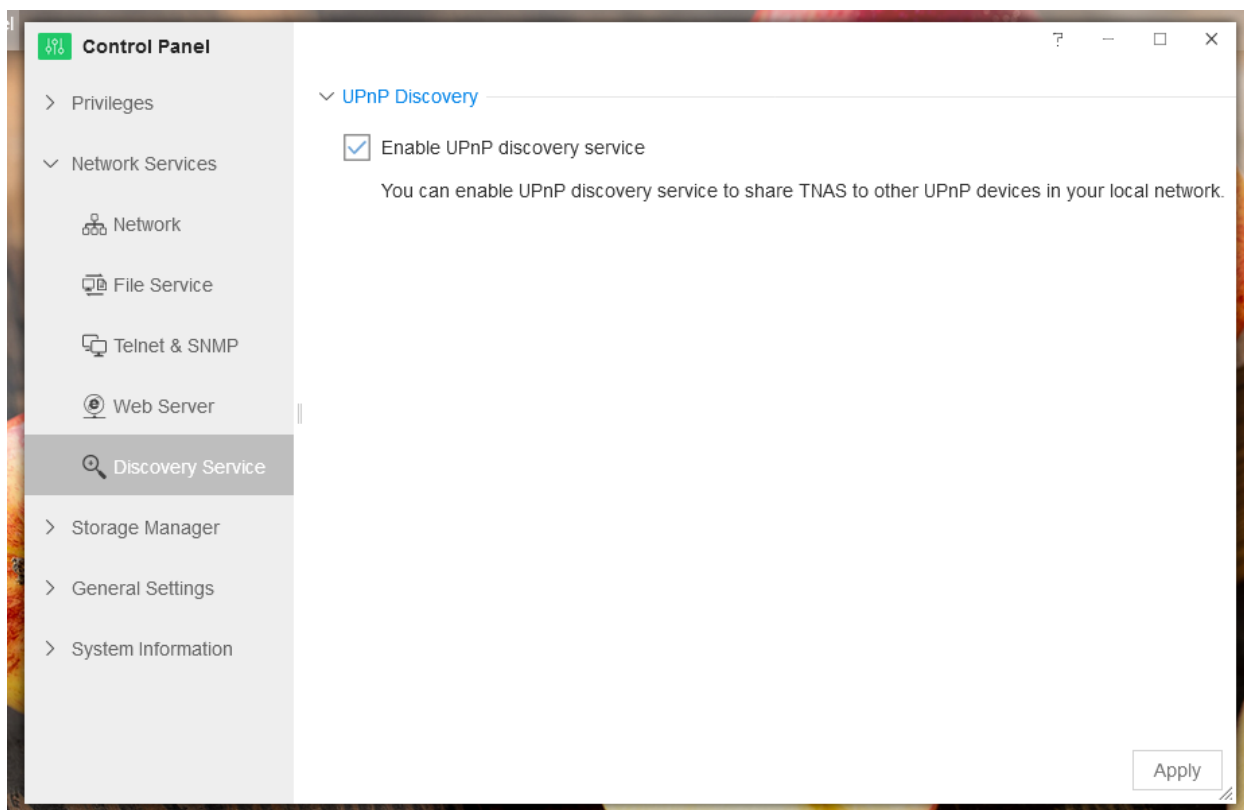 Control Panel
Privileges
Network Services
Network
File Service
Telnet & SNMP
Web Server
Discovery Service
Storage Manager
General Settings
System Information
UPnP Discovery
Enable UPnP discovery service
You can enable UPnP discovery service to share TNAS to other UPnP devices in your local network.
Apply